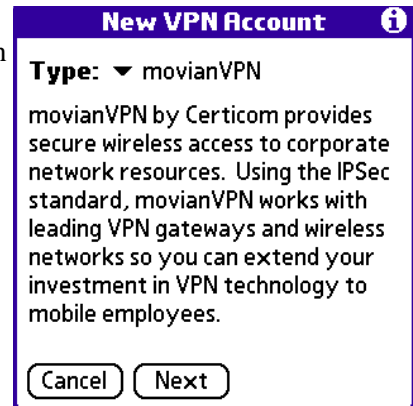 New VPN Account i
n
Type: movianVPN
movianVPN by Certicom provides
secure wireless access to corporate
network resources. Using the IPSec
standard, movianVPN works with
leading VPN gateways and wireless
networks so you can extend your
investment in VPN technology to
mobile employees.
Cancel Next